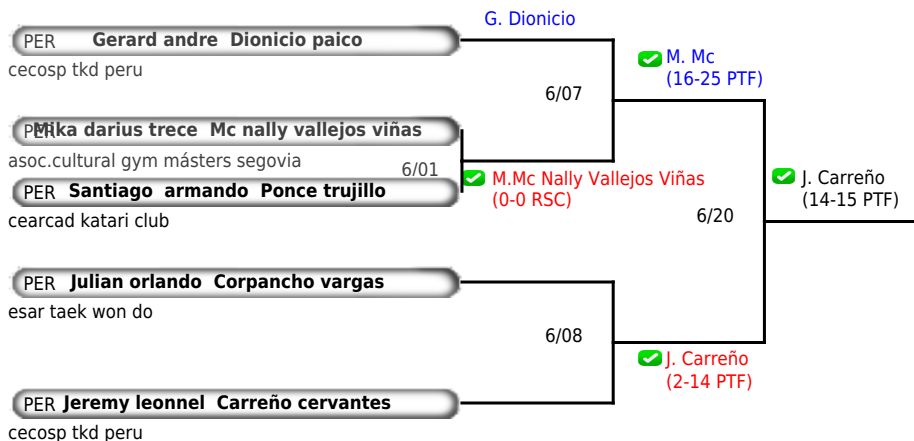 G. Dionicio
PER Gerard andre Dionicio paico
cecosp tkd peru
M. Mc
(16-25 PTF)
6/07
PER Mika darius trece Mc nally vallejos viñas
asoc.cultural gym másters segovia
6/01
M.Mc Nally Vallejos Viñas
(0-0 RSC)
PER Santiago armando Ponce trujillo
cearcad katari club
J. Carreño
(14-15 PTF)
6/20
PER Julian orlando Corpancho vargas
esar taek won do
6/08
J. Carreño
(2-14 PTF)
PER Jeremy leonnel Carreño cervantes
cecosp tkd peru